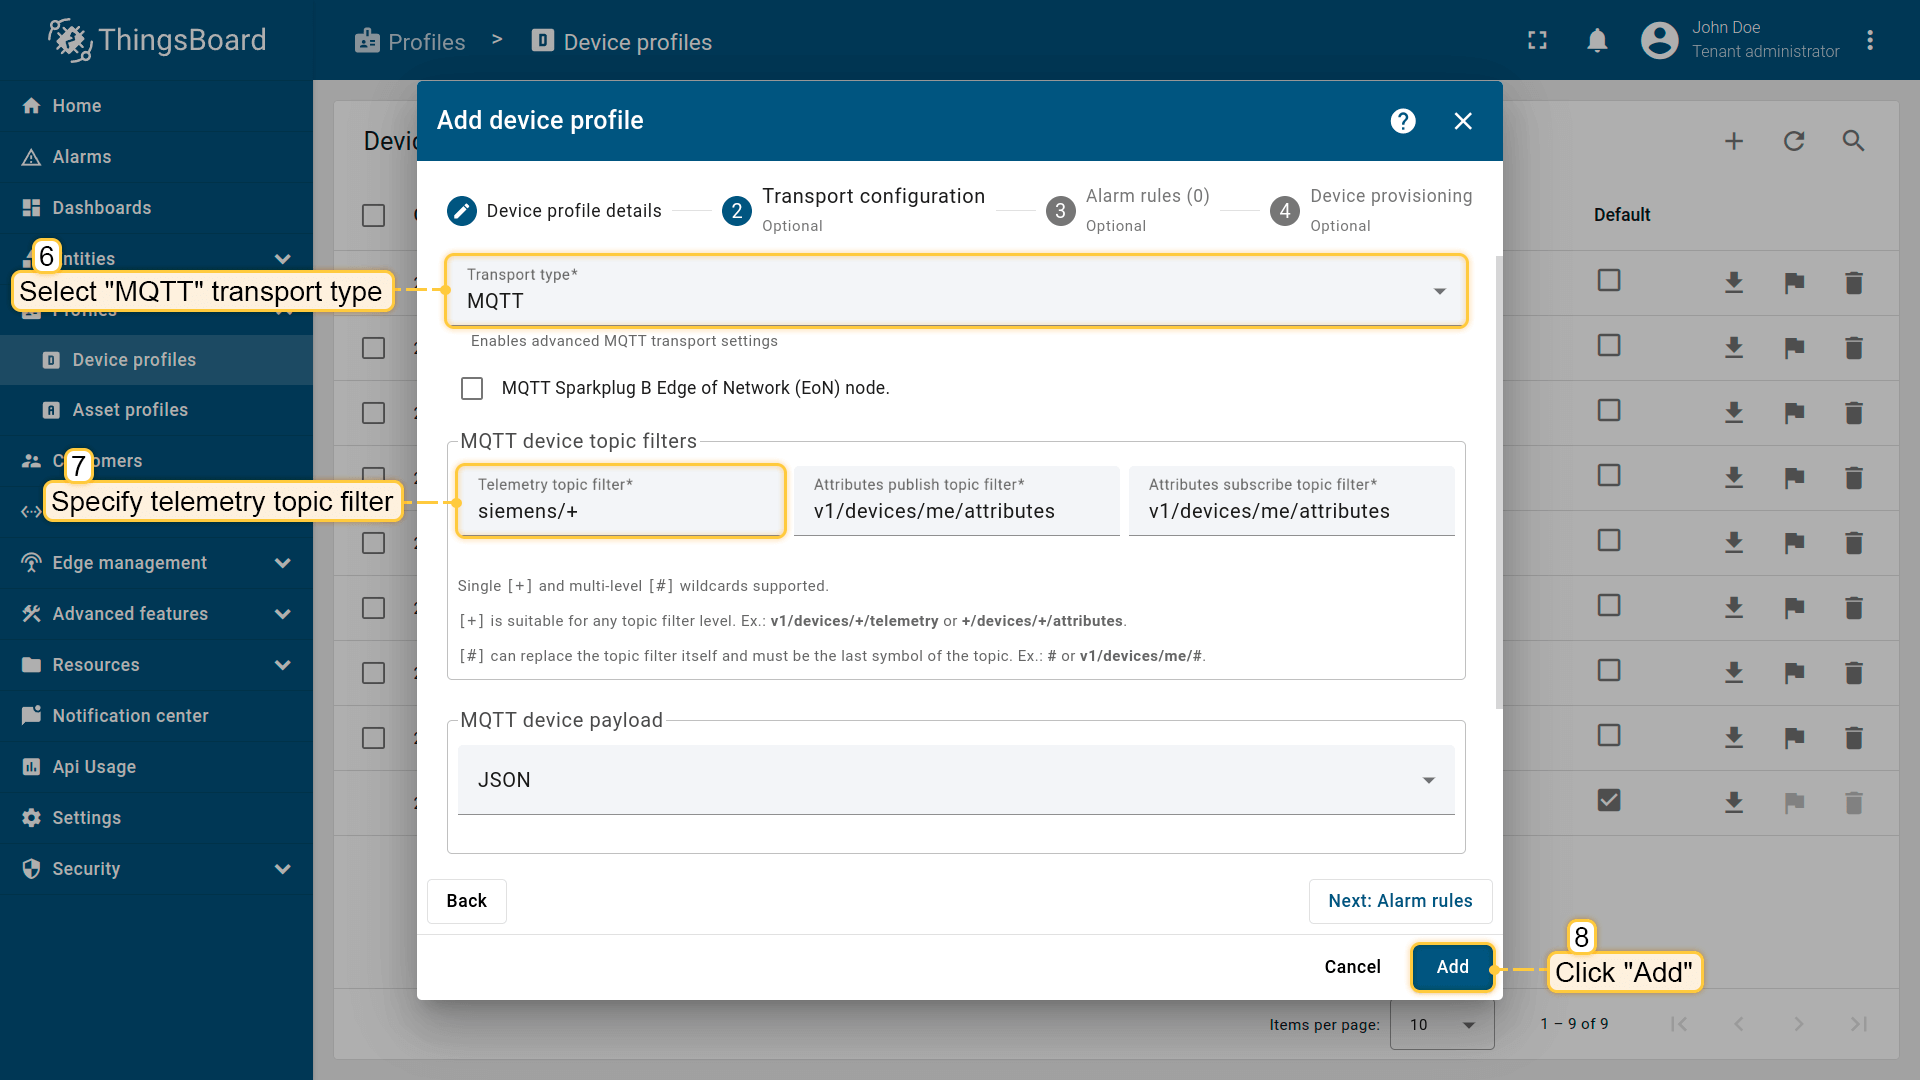 ThingsBoard
Profiles > Device profiles
John Doe
Tenant administrator
Home
Alarms
Dashboards
ntities
Device profiles
Asset profiles
C omers
Edge management
Advanced features
Resources
Notification center
Api Usage
Settings
Security
6
Select "MQTT" transport type
7
Specify telemetry topic filter
Devic
Default
Add device profile
Device profile details
2
Transport configuration
Optional
3
Alarm rules (0)
Optional
4
Device provisioning
Optional
Transport type*
MQTT
Enables advanced MQTT transport settings
MQTT Sparkplug B Edge of Network (EoN) node.
MQTT device topic filters
Telemetry topic filter*
siemens/+
Attributes publish topic filter*
v1/devices/me/attributes
Attributes subscribe topic filter*
v1/devices/me/attributes
Single [+] and multi-level [#] wildcards supported.
[+] is suitable for any topic filter level. Ex.: v1/devices/+/telemetry or +/devices/+/attributes.
[#] can replace the topic filter itself and must be the last symbol of the topic. Ex.: # or v1/devices/me/#.
MQTT device payload
JSON
Back
Next: Alarm rules
Cancel
Add
8
Click "Add"
Items per page: 10
1 – 9 of 9